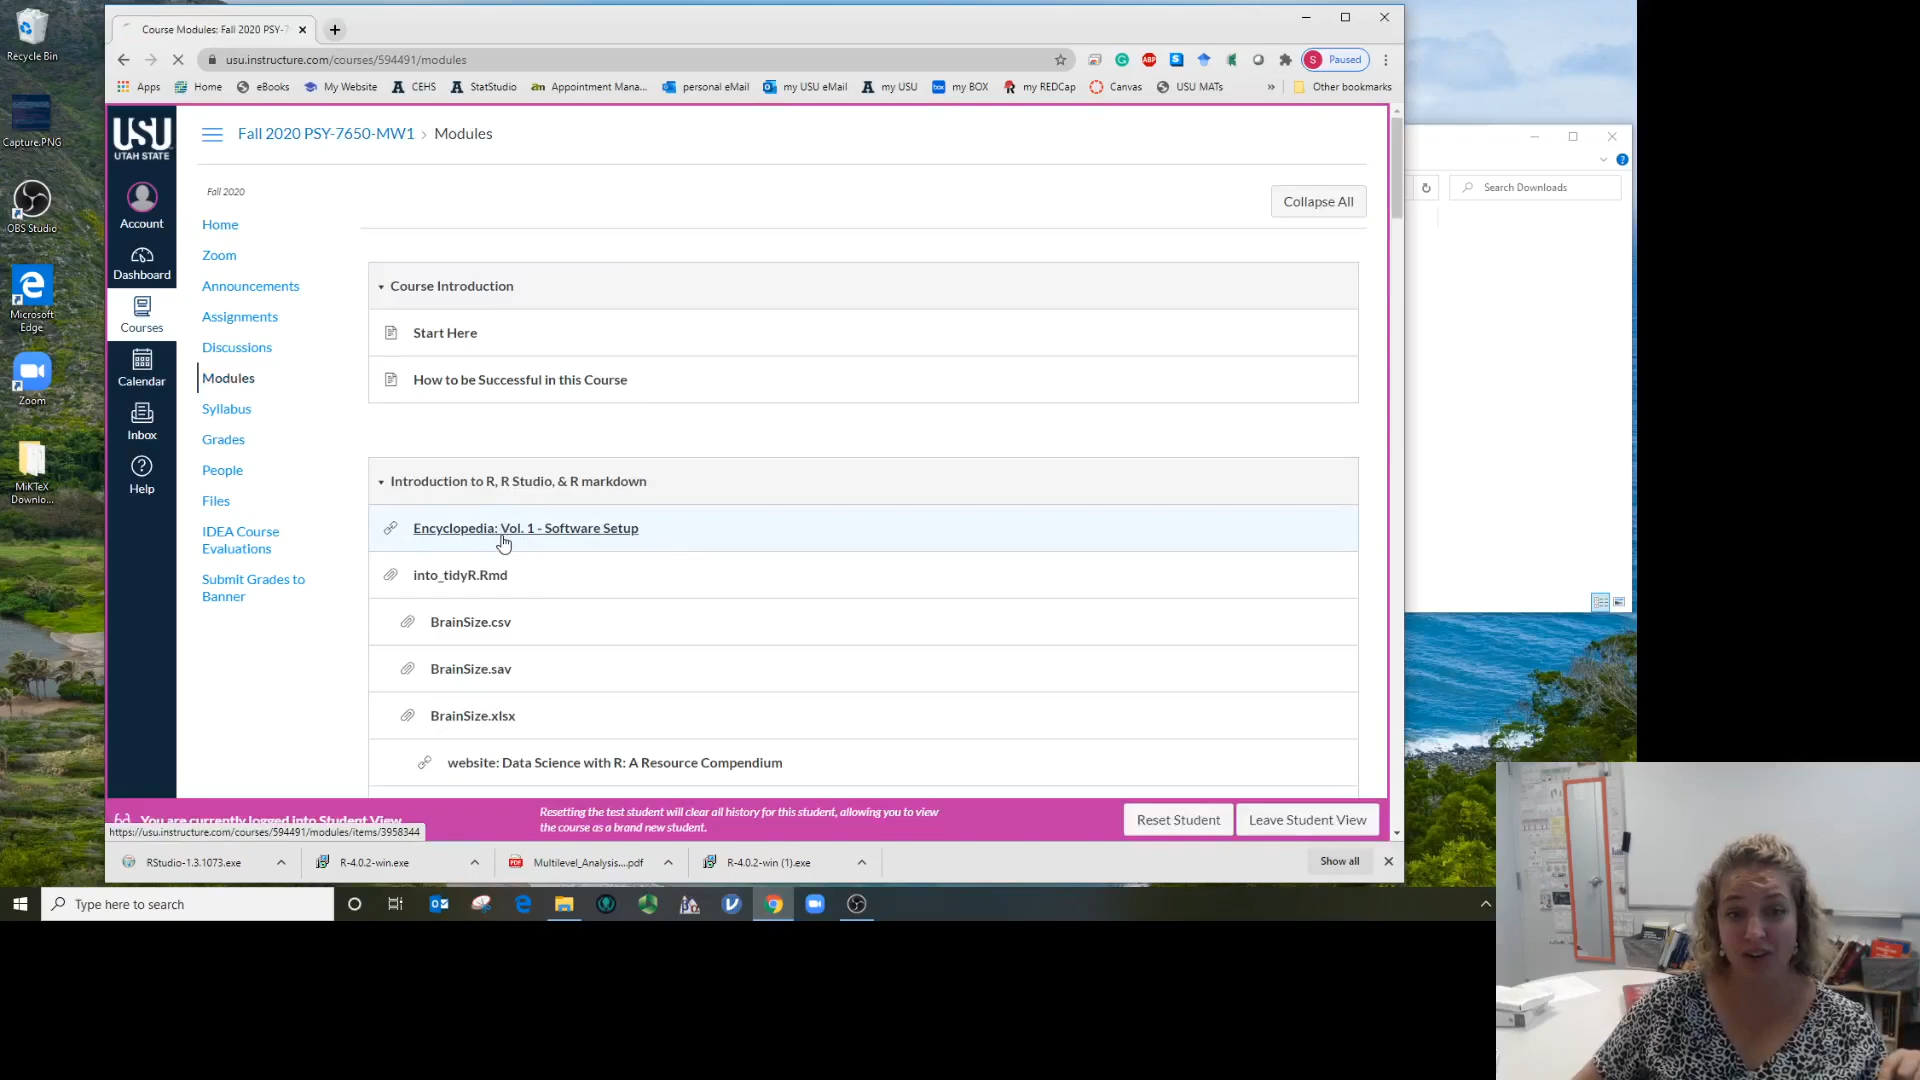 Recycle Bin
Capture.PNG
OBS Studio
Microsoft
Edge
Zoom
MiKTeX
Downlo...
Course Modules: Fall 2020 PSY-7
usu.instructure.com/courses/594491/modules
ABP
S
Paused
Apps
Home
eBooks
My Website
CEHS
StatStudio
Appointment Mana...
personal eMail
my USU eMail
my USU
my BOX
my REDCap
Canvas
USU MATs
»
Other bookmarks
USU
UTAH STATE
Account
Dashboard
Courses
Calendar
Inbox
Help
Fall 2020 PSY-7650-MW1 › Modules
Fall 2020
Home
Zoom
Announcements
Assignments
Discussions
Modules
Syllabus
Grades
People
Files
IDEA Course
Evaluations
Submit Grades to
Banner
Collapse All
Course Introduction
Start Here
How to be Successful in this Course
Introduction to R, R Studio, & R markdown
Encyclopedia: Vol. 1 - Software Setup
into_tidyR.Rmd
BrainSize.csv
BrainSize.sav
BrainSize.xlsx
website: Data Science with R: A Resource Compendium
Search Downloads
You are currently logged into Student View
Resetting the test student will clear all history for this student, allowing you to view
the course as a brand new student.
Reset Student
Leave Student View
https://usu.instructure.com/courses/594491/modules/items/3958344
RStudio-1.3.1073.exe
R-4.0.2-win.exe
Multilevel_Analysis....pdf
R-4.0.2-win (1).exe
Show all
Type here to search